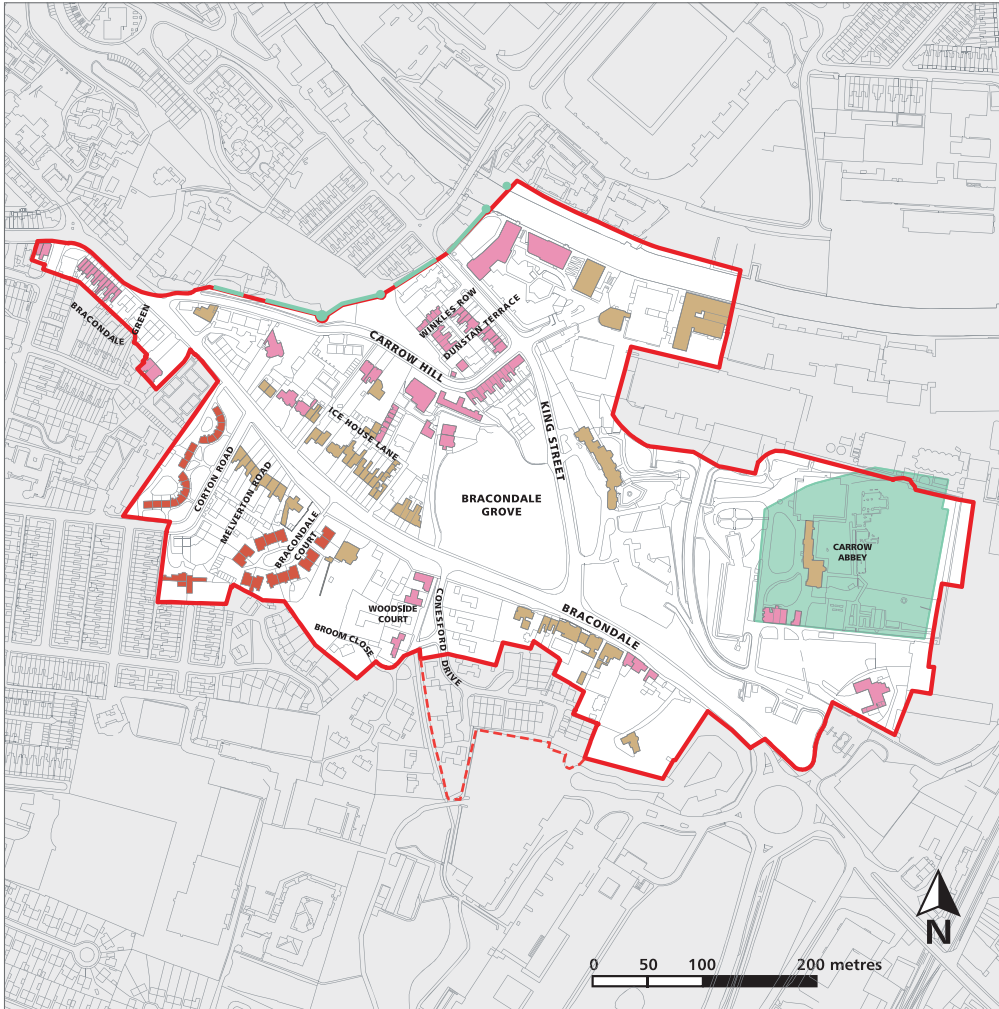 BRACONDALE
GREEN
WINKLES ROW
DUNSTAN TERRACE
CARROW HILL
ICE HOUSE LANE
KING STREET
CORTON ROAD
MELVERTON ROAD
BRACONDALE
GROVE
BRACONDALE
COURT
CARROW
ABBEY
WOODSIDE
COURT
CONESFORD DRIVE
BRACONDALE
BROOM CLOSE
N
0 50 100 200 metres